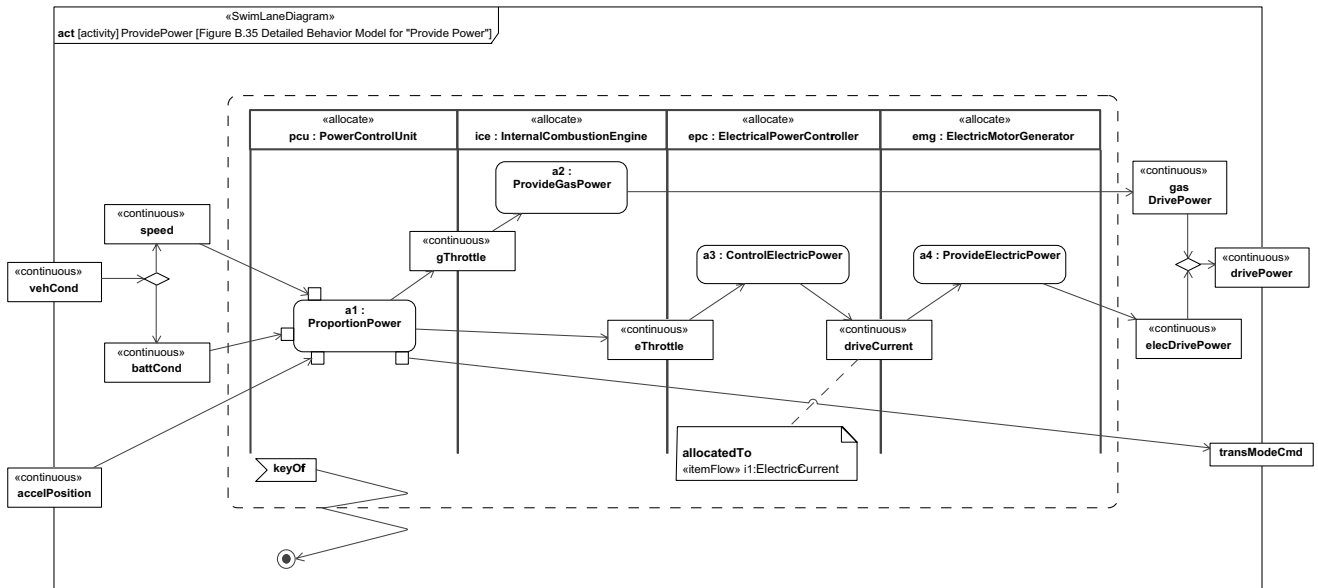 «SwimLaneDiagram»
act [activity] ProvidePower [Figure B.35 Detailed Behavior Model for "Provide Power"]
«allocate»
pcu : PowerControlUnit
«allocate»
ice : InternalCombustionEngine
«allocate»
epc : ElectricalPowerController
«allocate»
emg : ElectricMotorGenerator
a2 :
ProvideGasPower
«continuous»
gas
DrivePower
«continuous»
speed
«continuous»
gThrottle
a3 : ControlElectricPower
a4 : ProvideElectricPower
«continuous»
vehCond
«continuous»
drivePower
a1 :
ProportionPower
«continuous»
eThrottle
«continuous»
driveCurrent
«continuous»
elecDrivePower
«continuous»
battCond
allocatedTo
«itemFlow» i1:ElectricCurrent
transModeCmd
keyOf
«continuous»
accelPosition